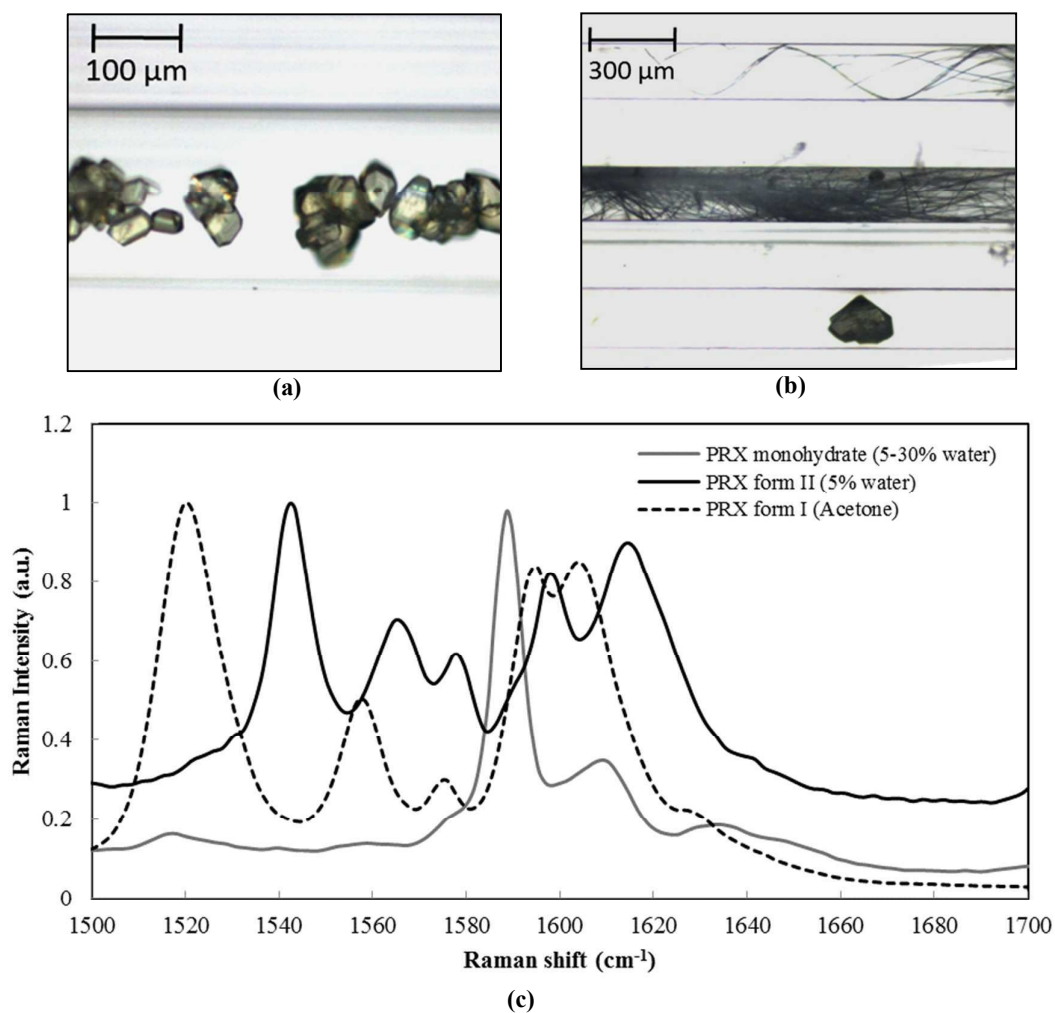 100 µm
300 µm
(a)
(b)
1.2
1
0.8
0.6
0.4
0.2
0
Raman Intensity (a.u.)
PRX monohydrate (5-30% water)
PRX form II (5% water)
PRX form I (Acetone)
1500 1520 1540 1560 1580 1600 1620 1640 1660 1680 1700
Raman shift (cm⁻¹)
(c)